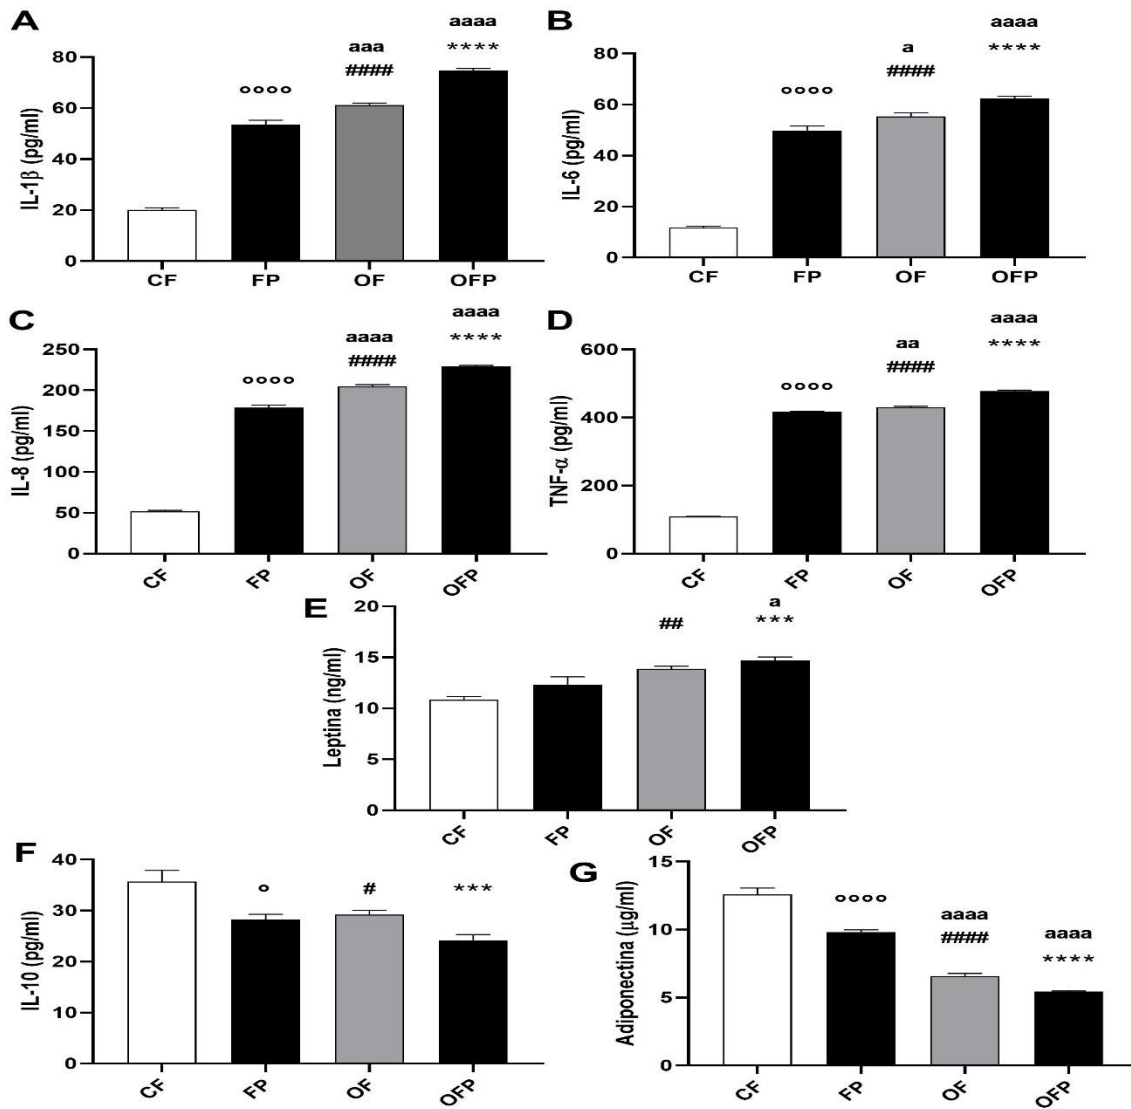 A
IL-1β (pg/ml)
80
60
40
20
0
oooo
aaa
####
aaaa
****
CF FP OF OFP
B
IL-6 (pg/ml)
80
60
40
20
0
oooo
a
####
aaaa
****
CF FP OF OFP
C
IL-8 (pg/ml)
250
200
150
100
50
0
oooo
aaaa
####
aaaa
****
CF FP OF OFP
D
TNF-α (pg/ml)
600
400
200
0
oooo
aa
####
aaaa
****
CF FP OF OFP
E
Leptina (ng/ml)
20
15
10
5
0
##
a
***
CF FP OF OFP
F
IL-10 (pg/ml)
40
30
20
10
0
o
#
***
CF FP OF OFP
G
Adiponectina (µg/ml)
15
10
5
0
oooo
aaaa
####
aaaa
****
CF FP OF OFP